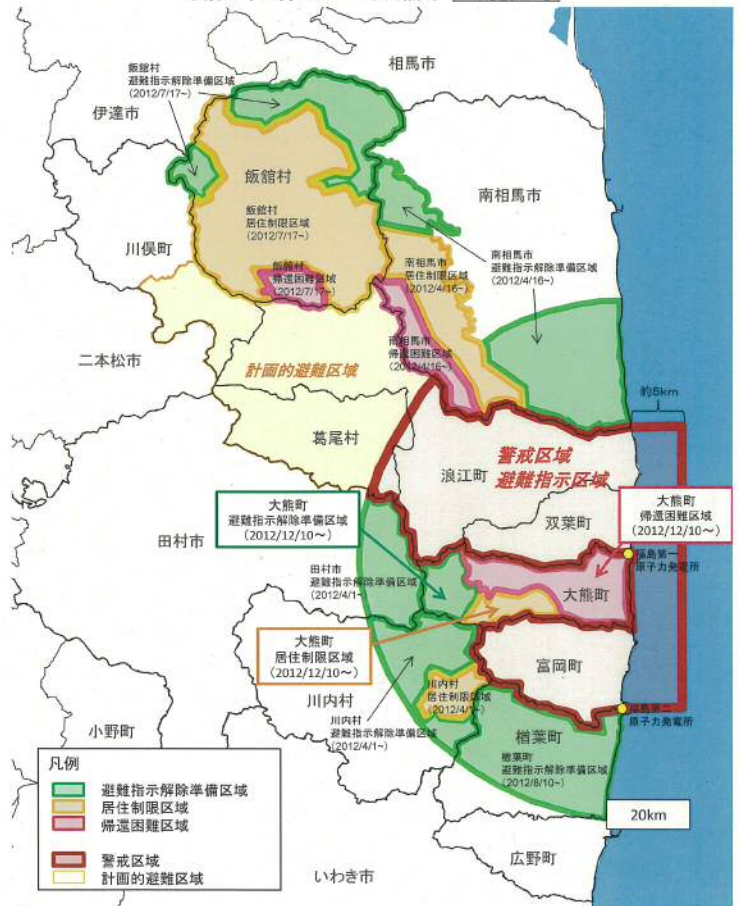 相馬市
飯舘村
避難指示解除準備区域
(2012/7/17~)
伊達市
飯舘村
飯舘村
居住制限区域
(2012/7/17~)
南相馬市
川俣町
飯舘村
帰還困難区域
(2012/7/17~)
南相馬市
居住制限区域
(2012/4/16~)
南相馬市
避難指示解除準備区域
(2012/4/16~)
南相馬市
帰還困難区域
(2012/4/16~)
二本松市
計画的避難区域
約5km
葛尾村
警戒区域
避難指示区域
浪江町
大熊町
避難指示解除準備区域
(2012/12/10~)
双葉町
大熊町
帰還困難区域
(2012/12/10~)
田村市
福島第一
原子力発電所
田村市
避難指示解除準備区域
(2012/4/1~)
大熊町
大熊町
居住制限区域
(2012/12/10~)
富岡町
川内村
居住制限区域
(2012/4/1~)
川内村
川内村
避難指示解除準備区域
(2012/4/1~)
福島第二
原子力発電所
小野町
楢葉町
楢葉町
避難指示解除準備区域
(2012/8/10~)
凡例
避難指示解除準備区域
居住制限区域
帰還困難区域
警戒区域
計画的避難区域
20km
広野町
いわき市